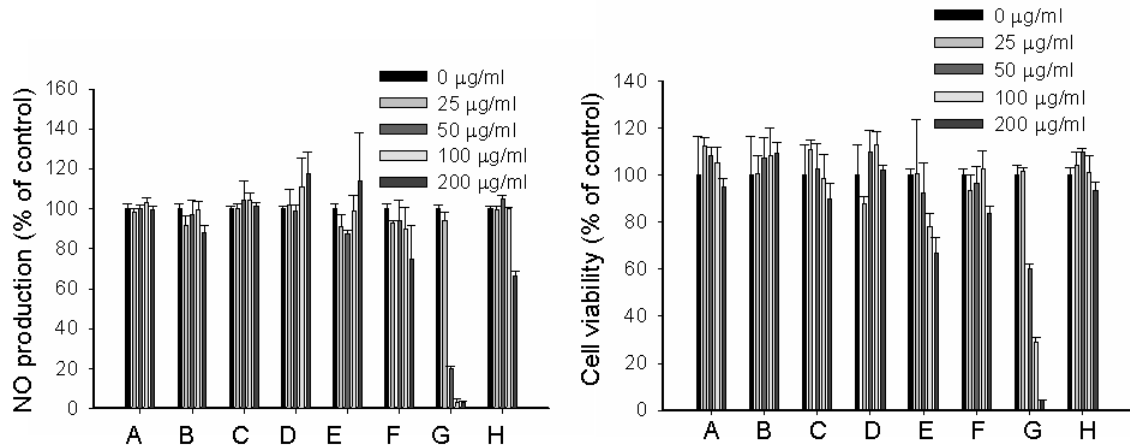 0 µg/ml
25 µg/ml
50 µg/ml
100 µg/ml
200 µg/ml
NO production (% of control)
160
140
120
100
80
60
40
20
0
A B C D E F G H
0 µg/ml
25 µg/ml
50 µg/ml
100 µg/ml
200 µg/ml
Cell viability (% of control)
140
120
100
80
60
40
20
0
A B C D E F G H